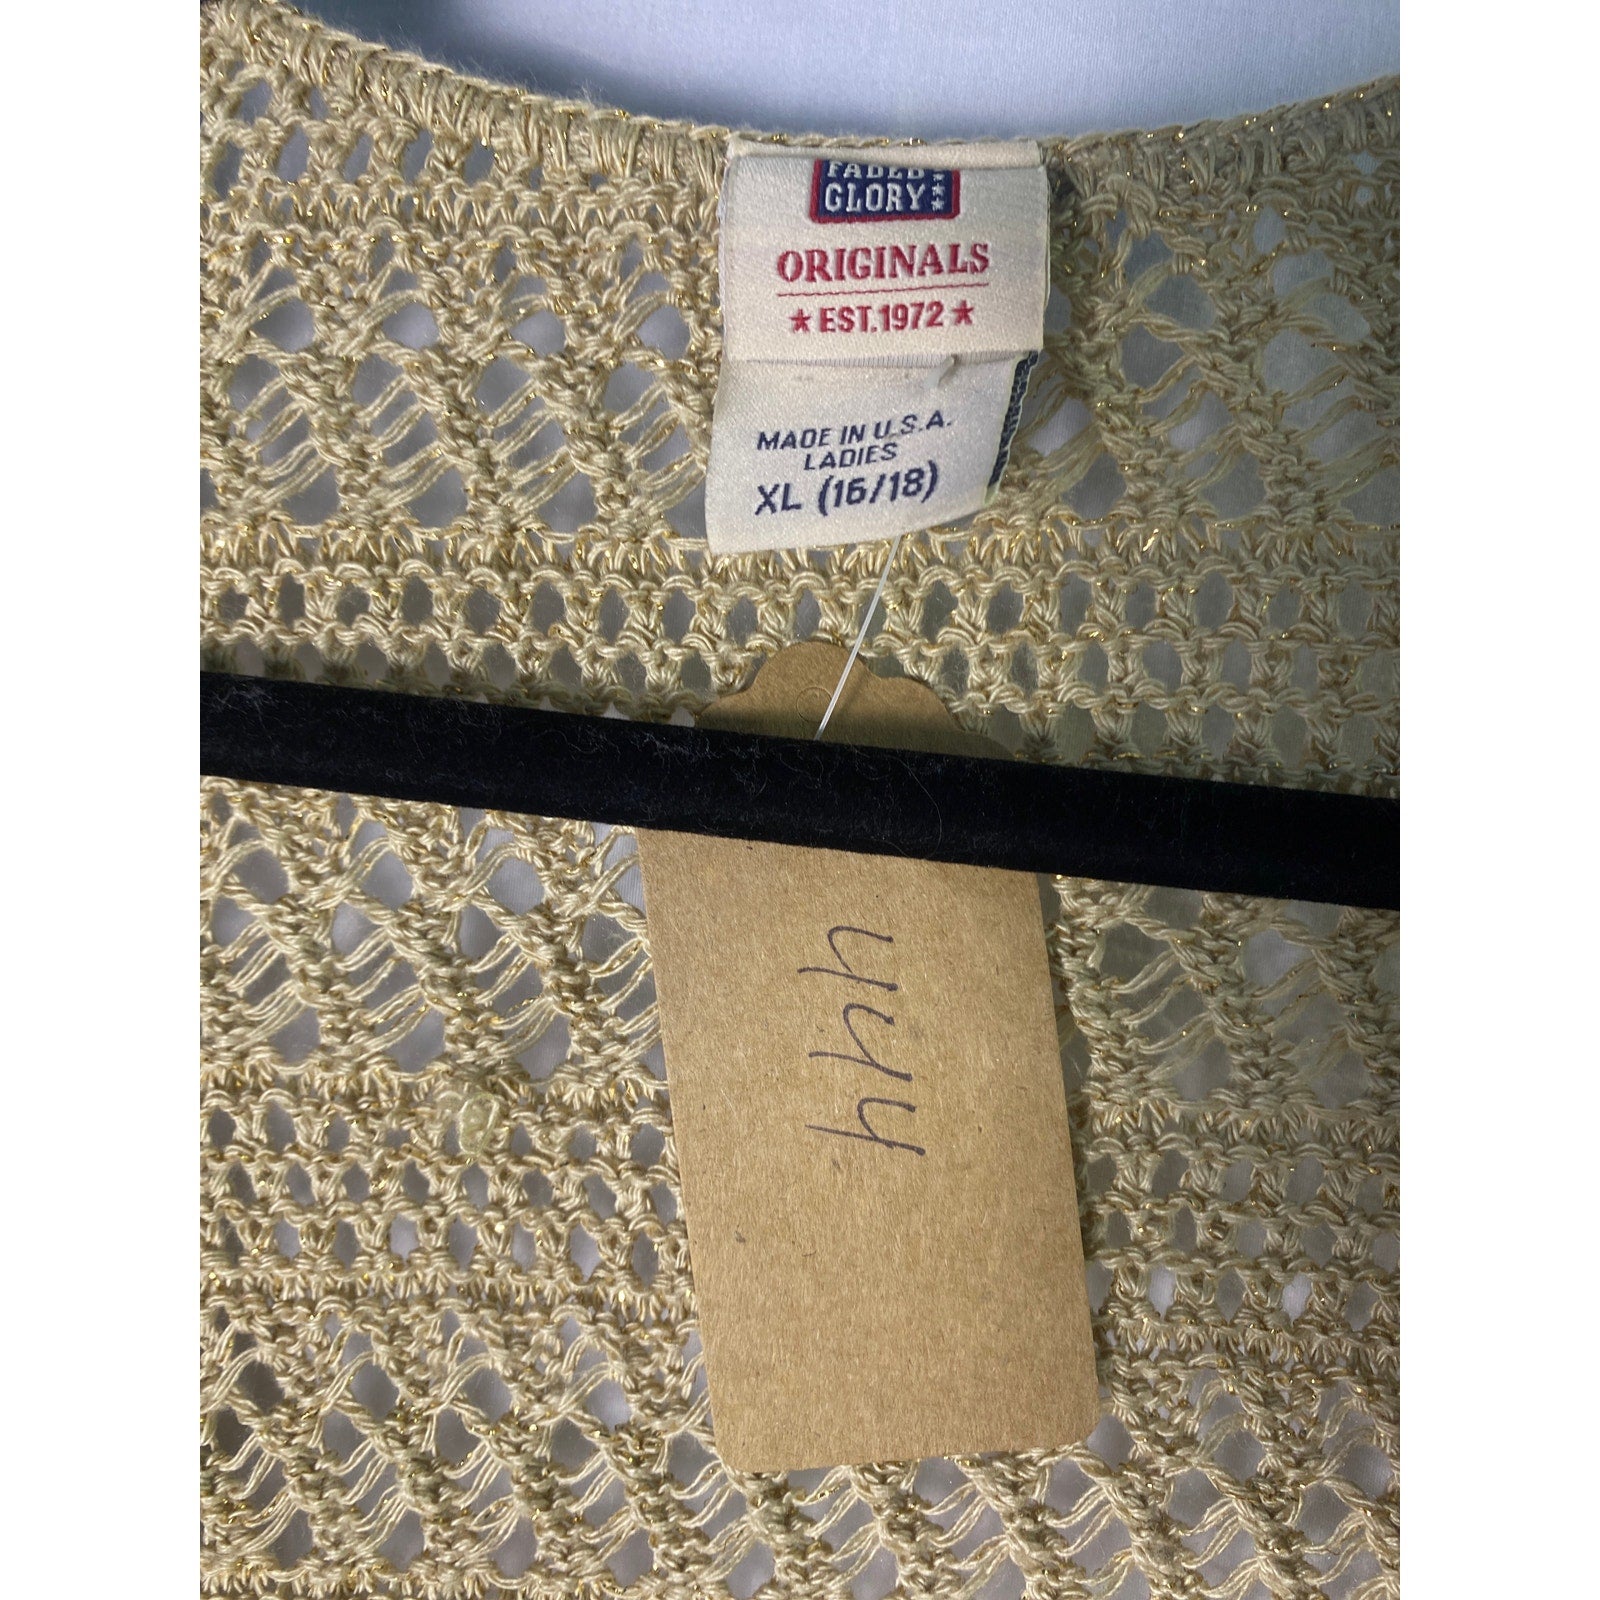 FADED
GLORY
ORIGINALS
★ EST.1972 ★
MADE IN U.S.A.
LADIES
XL (16/18)
444